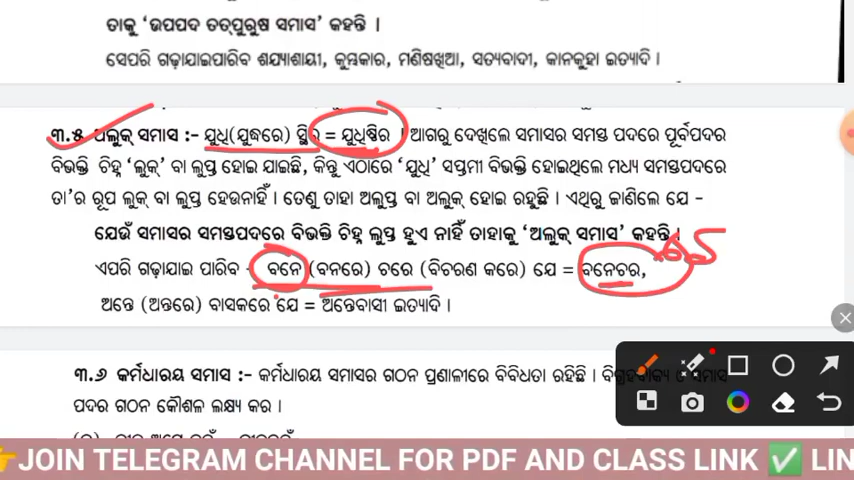 ତାକୁ ‘ଉପପଦ ତତ୍‌ପୁରୁଷ ସମାସ’ କହନ୍ତି ।
ସେପରି ଗଢ଼ାଯାଇପାରିବ ଶଯ୍ୟାଶାୟୀ, କୁମ୍ଭକାର, ମଣିଷଖିଆ, ସତ୍ୟବାଦୀ, କାନକୁହା ଇତ୍ୟାଦି ।
୩.୫ ଅଲୁକ୍ ସମାସ :- ଯୁଧି(ଯୁଦ୍ଧରେ) ସ୍ଥିର = ଯୁଧିଷ୍ଠିର । ଆଗରୁ ଦେଖିଲେ ସମାସର ସମସ୍ତ ପଦରେ ପୂର୍ବପଦର
ବିଭକ୍ତି ଚିହ୍ନ ‘ଲୁକ୍’ ବା ଲୁପ୍ତ ହୋଇ ଯାଇଛି, କିନ୍ତୁ ଏଠାରେ ‘ଯୁଧି’ ସପ୍ତମୀ ବିଭକ୍ତି ହୋଇଥିଲେ ମଧ୍ୟ ସମସ୍ତପଦରେ
ତା’ର ରୂପ ଲୁକ୍ ବା ଲୁପ୍ତ ହେଉନାହିଁ । ତେଣୁ ତାହା ଅଲୁପ୍ତ ବା ଅଲୁକ୍ ହୋଇ ରହୁଛି । ଏଥିରୁ ଜାଣିଲେ ଯେ -
ଯେଉଁ ସମାସର ସମସ୍ତପଦରେ ବିଭକ୍ତି ଚିହ୍ନ ଲୁପ୍ତ ହୁଏ ନାହିଁ ତାହାକୁ ‘ଅଲୁକ୍ ସମାସ’ କହନ୍ତି ।
ଏପରି ଗଢ଼ାଯାଇ ପାରିବ - ବନେ (ବନରେ) ଚରେ (ବିଚରଣ କରେ) ଯେ = ବନେଚର,
ଅନ୍ତେ (ଅନ୍ତରେ) ବାସକରେ ଯେ = ଅନ୍ତେବାସୀ ଇତ୍ୟାଦି ।
୩.୬ କର୍ମଧାରୟ ସମାସ :- କର୍ମଧାରୟ ସମାସର ଗଠନ ପ୍ରଣାଳୀରେ ବିବିଧତା ରହିଛି । ବିଗ୍ରହବାକ୍ୟ ଓ ସମାସ
ପଦର ଗଠନ କୌଶଳ ଲକ୍ଷ୍ୟ କର ।
👉JOIN TELEGRAM CHANNEL FOR PDF AND CLASS LINK ✅ LIN